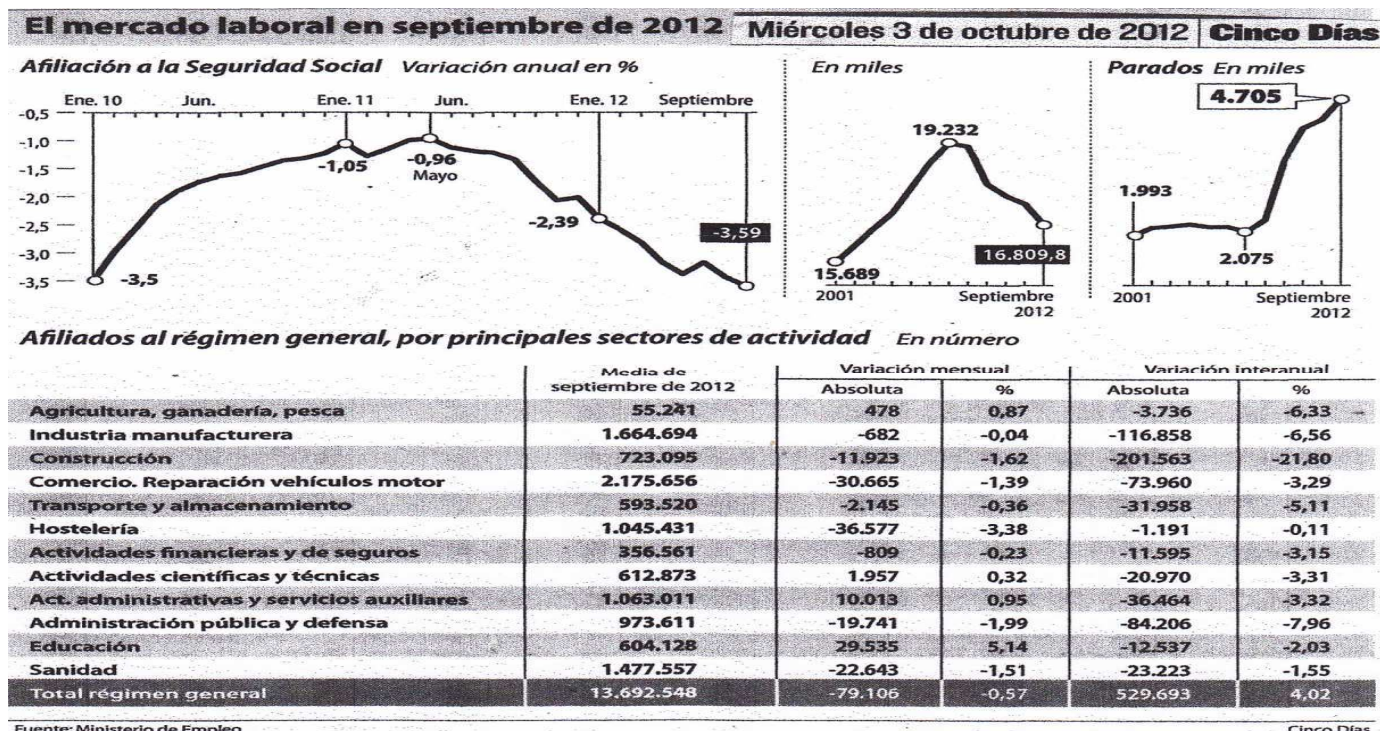 El mercado laboral en septiembre de 2012 Miércoles 3 de octubre de 2012 Cinco Días
Afiliación a la Seguridad Social Variación anual en %
Ene. 10 Jun. Ene. 11 Jun. Ene. 12 Septiembre
-0,5
-1,0
-1,5
-2,0
-2,5
-3,0
-3,5
-3,5
-1,05
-0,96
Mayo
-2,39
-3,59
En miles
19.232
15.689
16.809,8
2001 Septiembre
2012
Parados En miles
4.705
1.993
2.075
2001 Septiembre
2012
Afiliados al régimen general, por principales sectores de actividad En número
Media de septiembre de 2012 Variación mensual Variación interanual
Absoluta % Absoluta %
Agricultura, ganadería, pesca 55.241 478 0,87 -3.736 -6,33
Industria manufacturera 1.664.694 -682 -0,04 -116.858 -6,56
Construcción 723.095 -11.923 -1,62 -201.563 -21,80
Comercio. Reparación vehículos motor 2.175.656 -30.665 -1,39 -73.960 -3,29
Transporte y almacenamiento 593.520 -2.145 -0,36 -31.958 -5,11
Hostelería 1.045.431 -36.577 -3,38 -1.191 -0,11
Actividades financieras y de seguros 356.561 -809 -0,23 -11.595 -3,15
Actividades científicas y técnicas 612.873 1.957 0,32 -20.970 -3,31
Act. administrativas y servicios auxiliares 1.063.011 10.013 0,95 -36.464 -3,32
Administración pública y defensa 973.611 -19.741 -1,99 -84.206 -7,96
Educación 604.128 29.535 5,14 -12.537 -2,03
Sanidad 1.477.557 -22.643 -1,51 -23.223 -1,55
Total régimen general 13.692.548 -79.106 -0,57 529.693 4,02
Fuente: Ministerio de Empleo Cinco Días